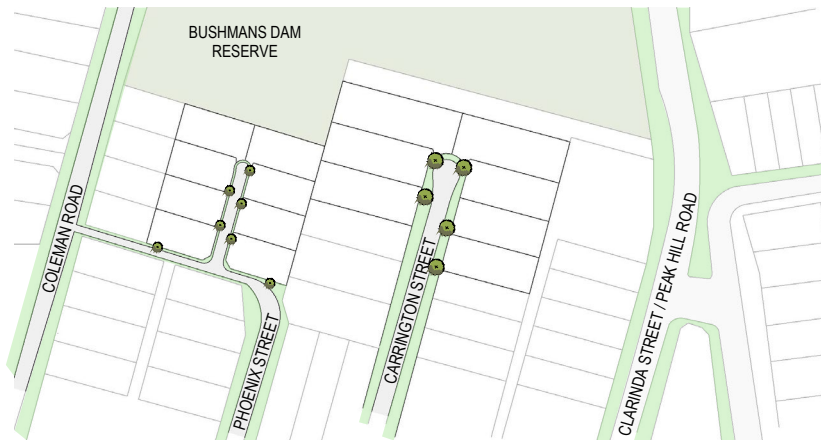 BUSHMANS DAM
RESERVE
COLEMAN ROAD
PHOENIX STREET
CARRINGTON STREET
CLARINDA STREET / PEAK HILL ROAD